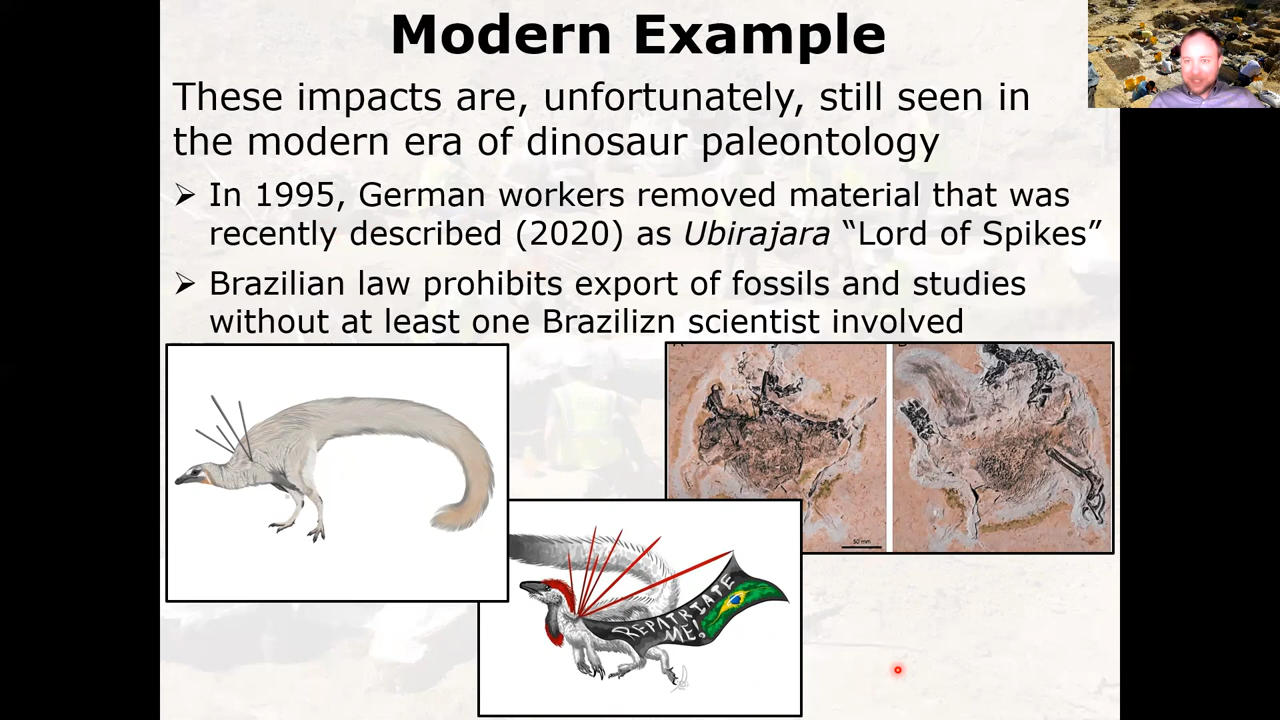 Modern Example
These impacts are, unfortunately, still seen in
the modern era of dinosaur paleontology
➢ In 1995, German workers removed material that was
recently described (2020) as Ubirajara “Lord of Spikes”
➢ Brazilian law prohibits export of fossils and studies
without at least one Brazilizn scientist involved
50 mm
REPATRIATE
ME!